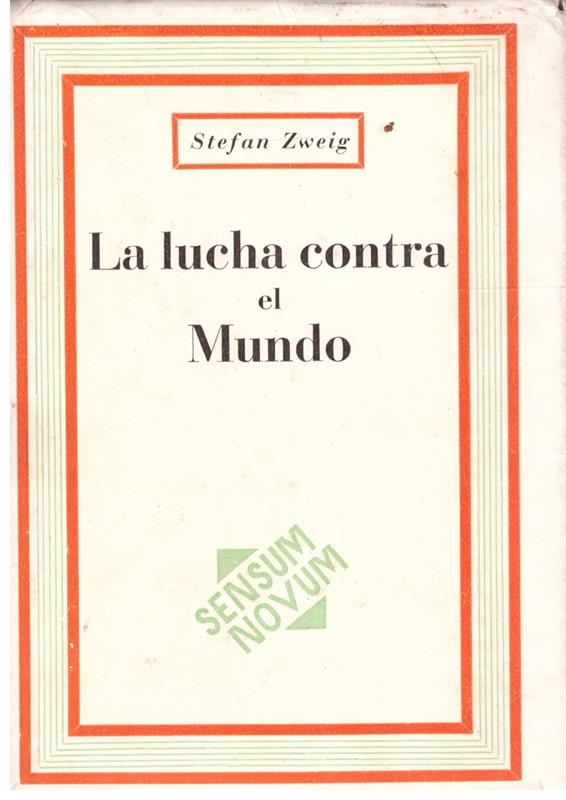 Stefan Zweig
La lucha contra
el
Mundo
SENSUM
NOVUM